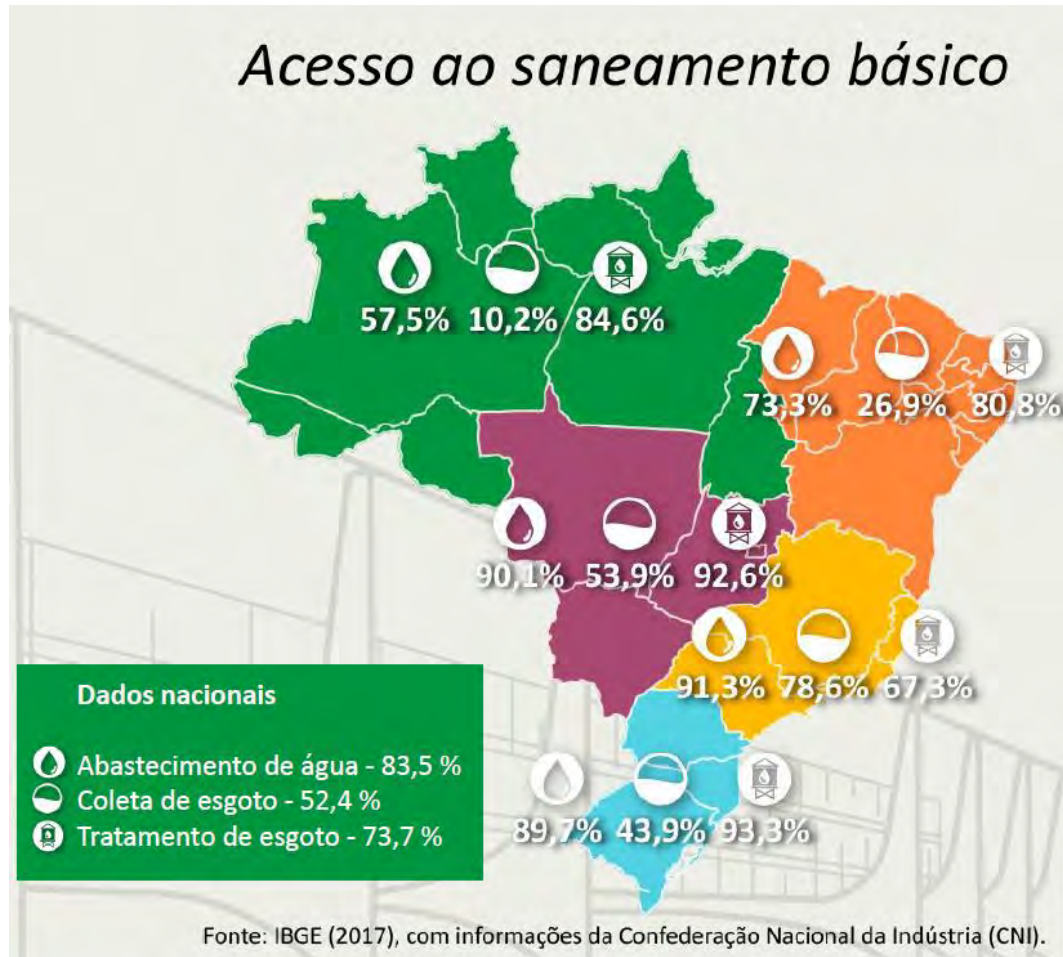 Acesso ao saneamento básico
57,5% 10,2% 84,6%
73,3% 26,9% 80,8%
90,1% 53,9% 92,6%
91,3% 78,6% 67,3%
89,7% 43,9% 93,3%
Dados nacionais
Abastecimento de água - 83,5 %
Coleta de esgoto - 52,4 %
Tratamento de esgoto - 73,7 %
Fonte: IBGE (2017), com informações da Confederação Nacional da Indústria (CNI).